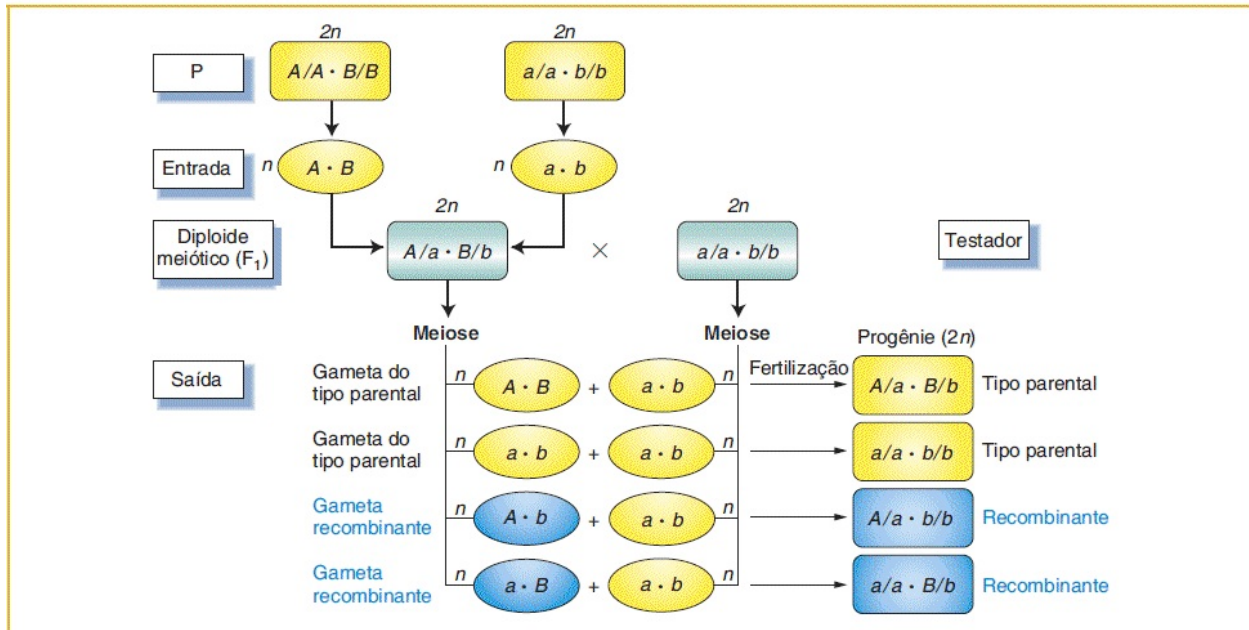 2n 2n
P A/A • B/B a/a • b/b
Entrada n A • B n a • b
2n 2n
Diploide
meiótico (F₁) A/a • B/b × a/a • b/b Testador
Meiose Meiose
Progênie (2n)
Saída
Gameta do
tipo parental n A • B + a • b n Fertilização A/a • B/b Tipo parental
Gameta do
tipo parental n a • b + a • b n a/a • b/b Tipo parental
Gameta
recombinante n A • b + a • b n A/a • b/b Recombinante
Gameta
recombinante n a • B + a • b n a/a • B/b Recombinante